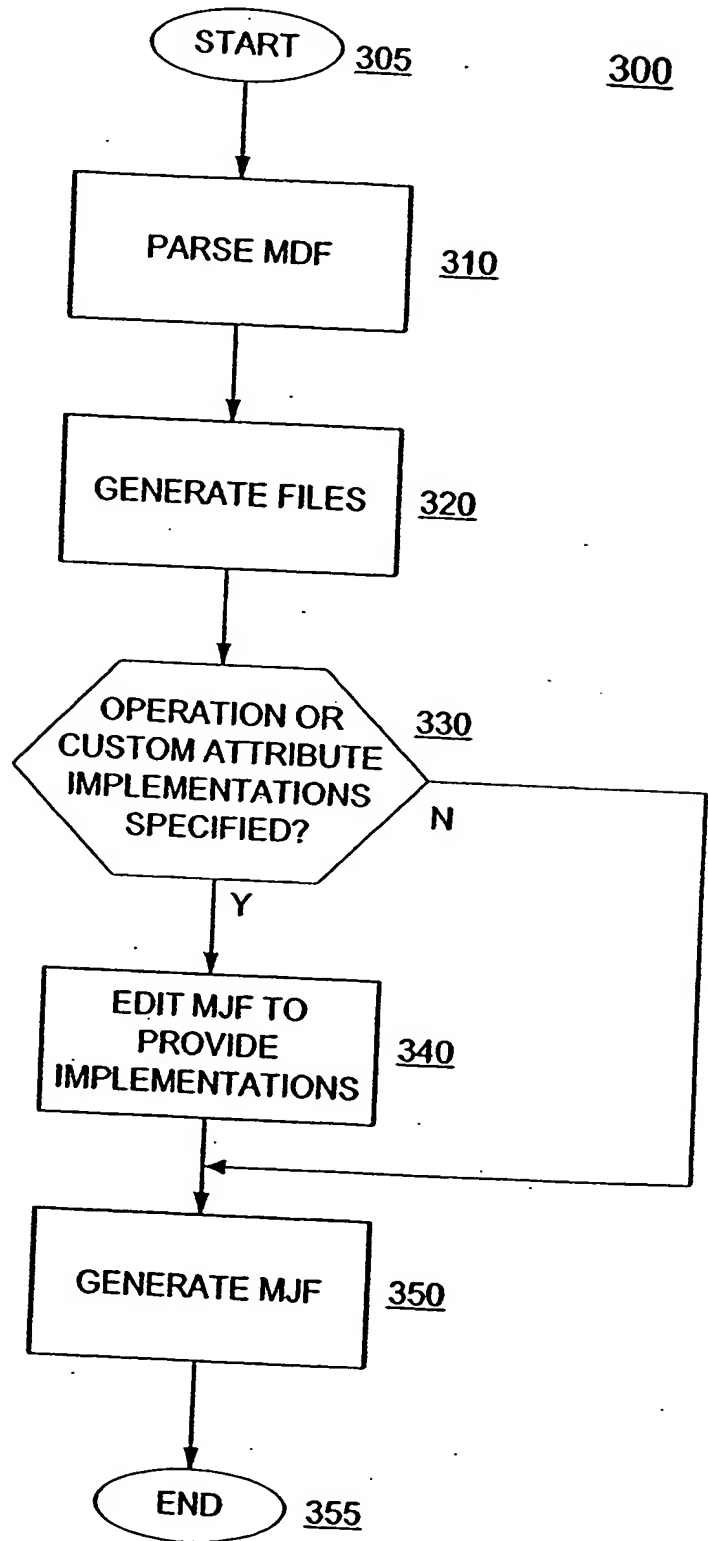 START
305
300
PARSE MDF
310
GENERATE FILES
320
OPERATION OR
CUSTOM ATTRIBUTE
IMPLEMENTATIONS
SPECIFIED?
330
N
Y
EDIT MJF TO
PROVIDE
IMPLEMENTATIONS
340
GENERATE MJF
350
END
355